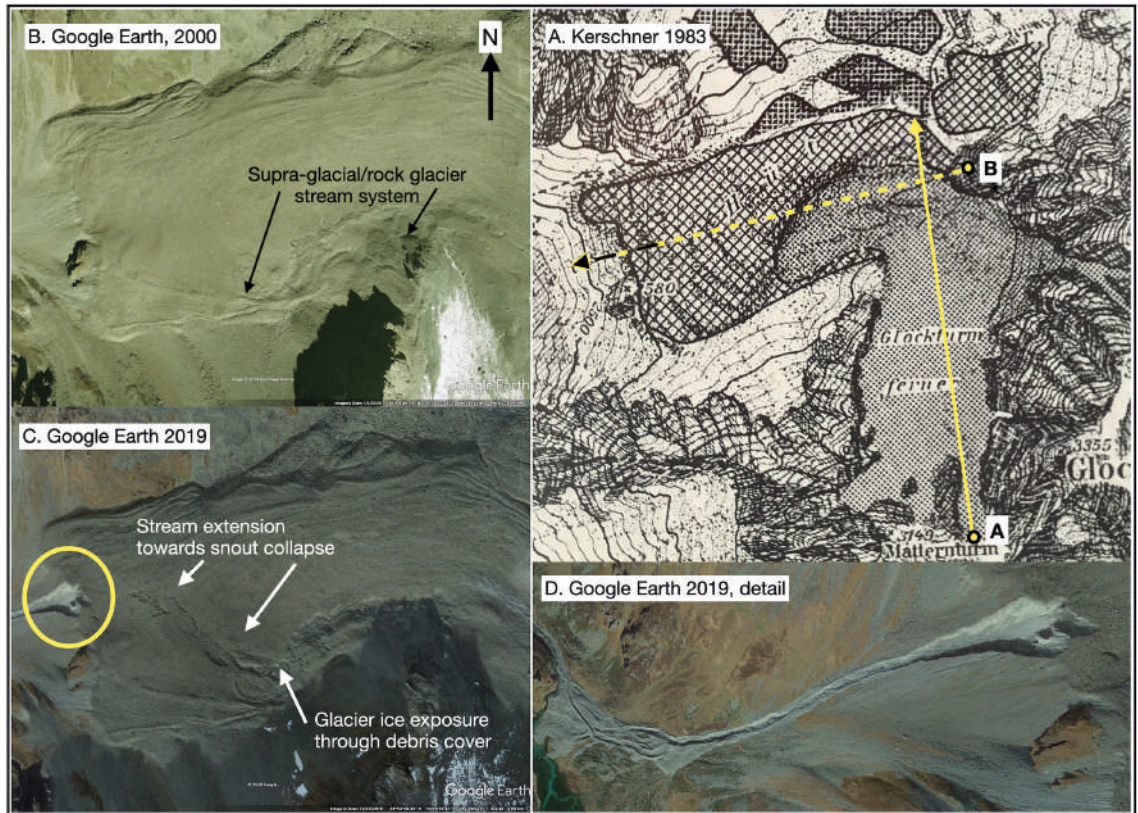 B. Google Earth, 2000
N
Supra-glacial/rock glacier
stream system
Google Earth
C. Google Earth 2019
Stream extension
towards snout collapse
Glacier ice exposure
through debris cover
Google Earth
A. Kerschner 1983
B
580
Glockturm
ferner
3355
Gloc
A
3149
Matternturm
D. Google Earth 2019, detail